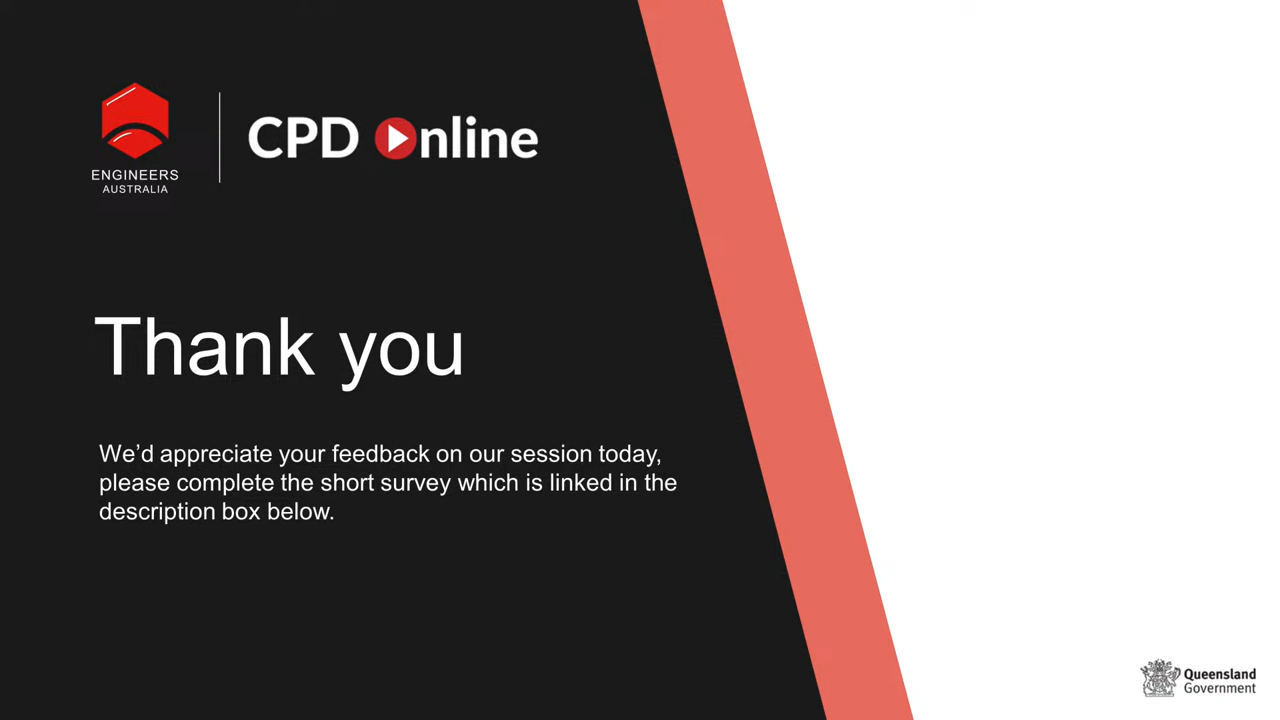 ENGINEERS
AUSTRALIA
CPD Online
Thank you
We’d appreciate your feedback on our session today,
please complete the short survey which is linked in the
description box below.
Queensland
Government